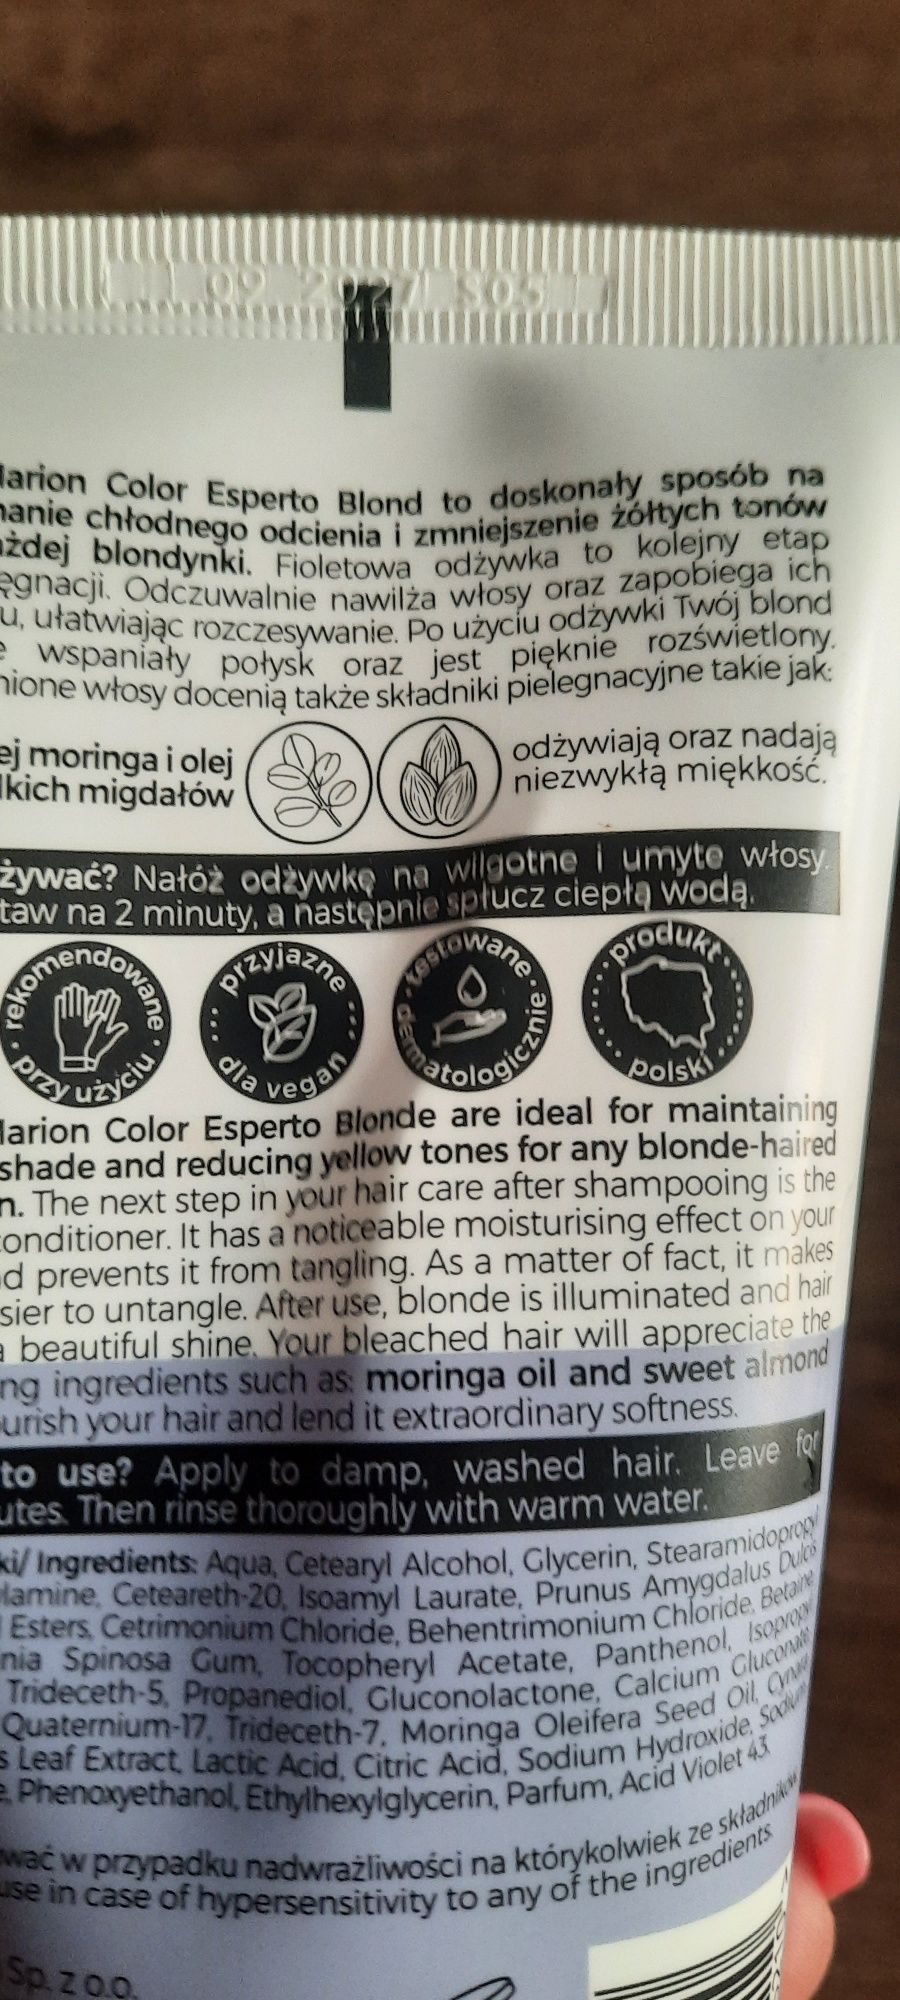 09 2027 S05
Marion Color Esperto Blond to doskonały sposób na
chłodnego odcienia i zmniejszenie żółtych tonów
blondynki. Fioletowa odżywka to kolejny etap
Odczuwalnie nawilża włosy oraz zapobiega ich
ułatwiając rozczesywanie. Po użyciu odżywki Twój blond
wspaniały połysk oraz jest pięknie rozświetlony.
włosy docenią także składniki pielęgnacyjne takie jak:
moringa i olej
migdałów
odżywiają oraz nadają
niezwykłą miękkość.
żywać? Nałóż odżywkę na wilgotne i umyte włosy.
taw na 2 minuty, a następnie spłucz ciepłą wodą.
rekomendowane przy użyciu
przyjazne dla vegan
testowane dermatologicznie
produkt polski
Marion Color Esperto Blonde are ideal for maintaining
shade and reducing yellow tones for any blonde-haired
The next step in your hair care after shampooing is the
conditioner. It has a noticeable moisturising effect on your
prevents it from tangling. As a matter of fact, it makes
sier to untangle. After use, blonde is illuminated and hair
a beautiful shine. Your bleached hair will appreciate the
ng ingredients such as: moringa oil and sweet almond
urish your hair and lend it extraordinary softness.
to use? Apply to damp, washed hair. Leave for
utes. Then rinse thoroughly with warm water.
ki/ Ingredients: Aqua, Cetearyl Alcohol, Glycerin, Stearamidopropyl
lamine, Ceteareth-20, Isoamyl Laurate, Prunus Amygdalus Dulcis
Esters, Cetrimonium Chloride, Behentrimonium Chloride, Betaine,
nia Spinosa Gum, Tocopheryl Acetate, Panthenol, Isopropyl
Trideceth-5, Propanediol, Gluconolactone, Calcium Gluconate,
Quaternium-17, Trideceth-7, Moringa Oleifera Seed Oil, Cynara
s Leaf Extract, Lactic Acid, Citric Acid, Sodium Hydroxide, Sodium
Phenoxyethanol, Ethylhexylglycerin, Parfum, Acid Violet 43.
wać w przypadku nadwrażliwości na którykolwiek ze składników.
use in case of hypersensitivity to any of the ingredients.
Sp. z o.o.